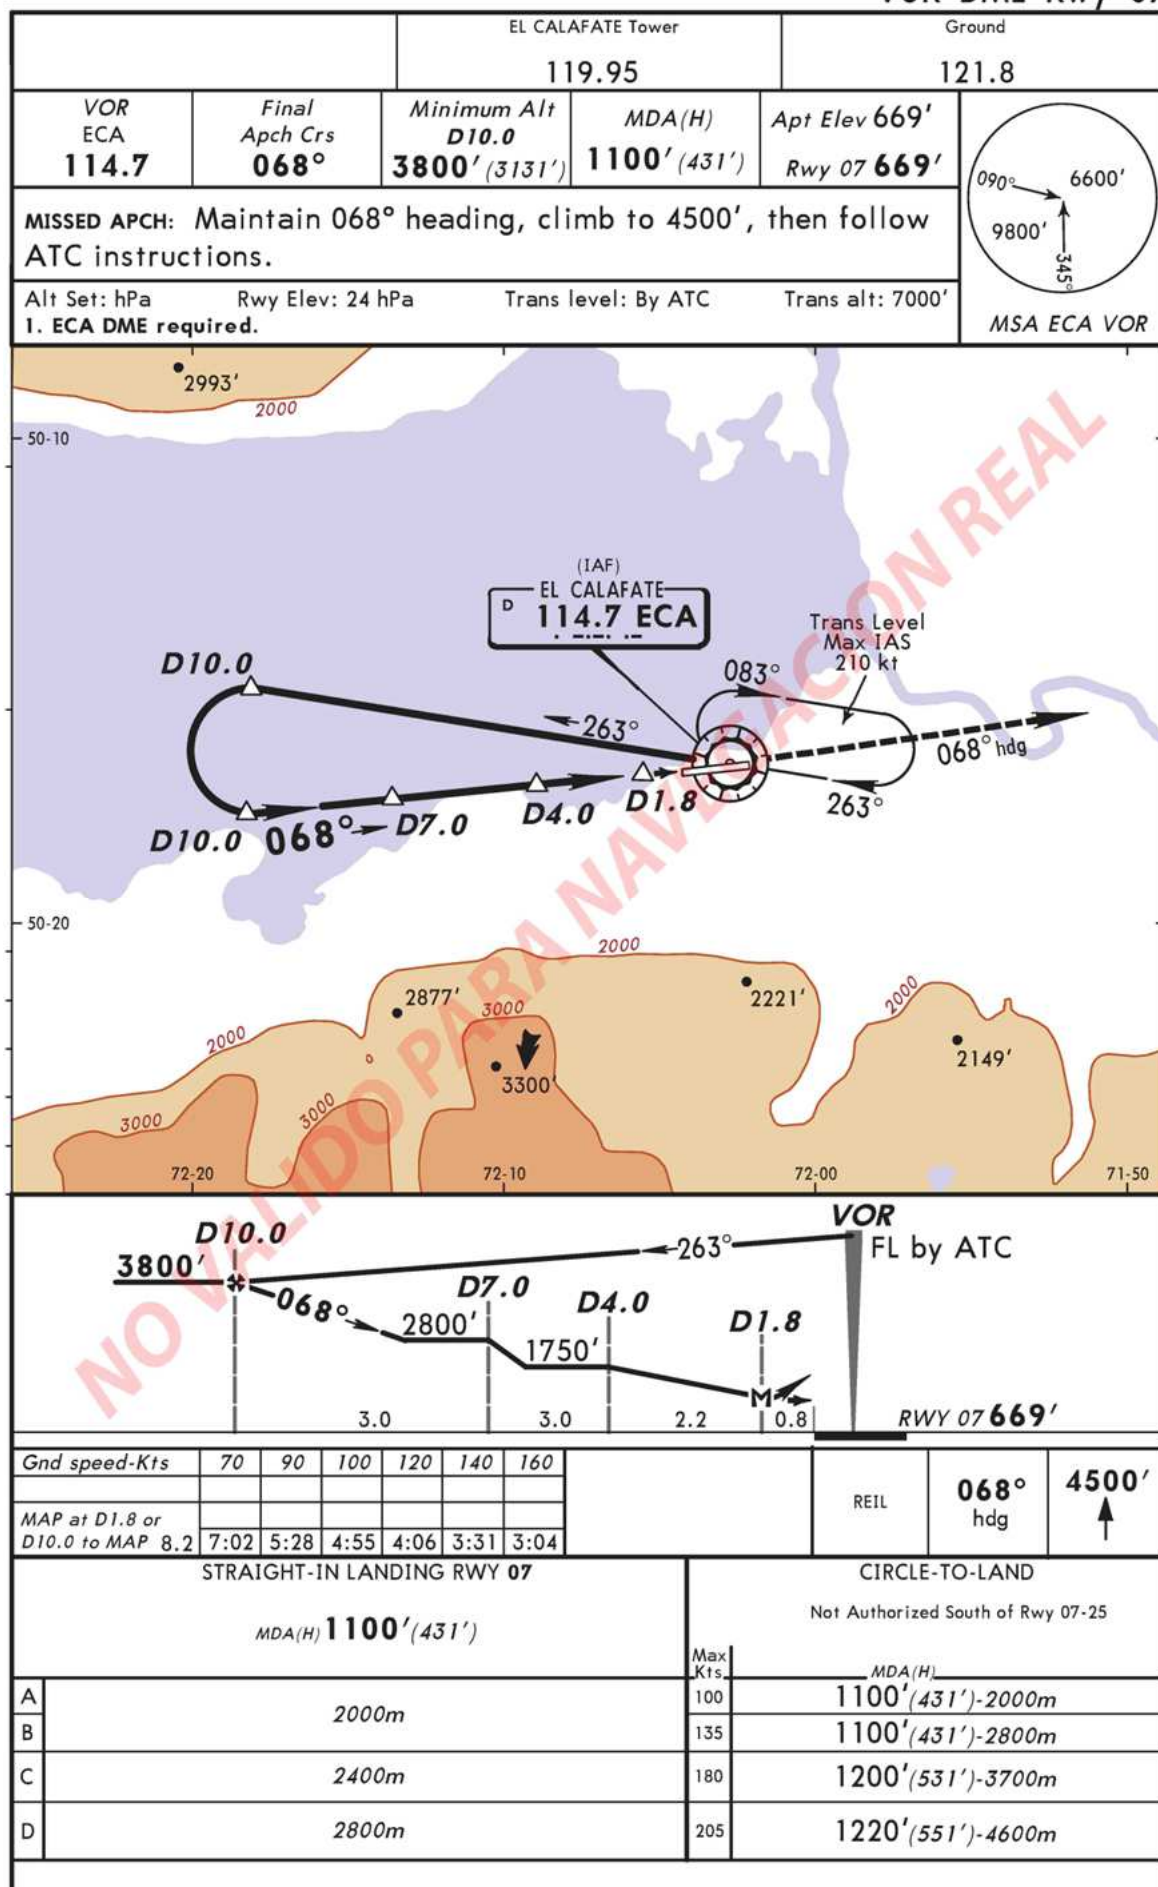 EL CALAFATE Tower
119.95
Ground
121.8
VOR
ECA
114.7
Final
Apch Crs
068°
Minimum Alt
D10.0
3800' (3131')
MDA(H)
1100' (431')
Apt Elev 669'
Rwy 07 669'
090°
6600'
9800'
345°
MSA ECA VOR
MISSED APCH: Maintain 068° heading, climb to 4500', then follow
ATC instructions.
Alt Set: hPa Rwy Elev: 24 hPa Trans level: By ATC Trans alt: 7000'
1. ECA DME required.
2993'
2000
50-10
(IAF)
EL CALAFATE
D 114.7 ECA
Trans Level
Max IAS
210 kt
D10.0
083°
263°
068° hdg
D10.0 068° D7.0 D4.0 D1.8
263°
50-20
2000
2877'
3000
2221'
2000
2000
2149'
3300'
3000
3000
72-20 72-10 72-00 71-50
NO VALIDO PARA NAVEGACION REAL
D10.0
VOR
3800'
263°
FL by ATC
068°
D7.0
D4.0
2800'
D1.8
1750'
M
3.0 3.0 2.2 0.8
RWY 07 669'
Gnd speed-Kts 70 90 100 120 140 160
MAP at D1.8 or
D10.0 to MAP 8.2 7:02 5:28 4:55 4:06 3:31 3:04
REIL
068°
hdg
4500'
STRAIGHT-IN LANDING RWY 07
MDA(H) 1100' (431')
CIRCLE-TO-LAND
Not Authorized South of Rwy 07-25
Max
Kts
MDA(H)
A
2000m
100 1100' (431')-2000m
B
135 1100' (431')-2800m
C 2400m 180 1200' (531')-3700m
D 2800m 205 1220' (551')-4600m